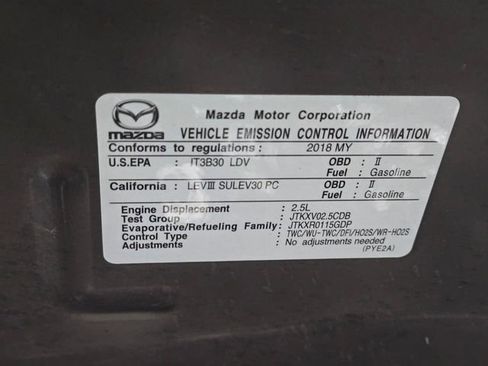 Mazda Motor Corporation
mazda VEHICLE EMISSION CONTROL INFORMATION
Conforms to regulations : 2018 MY
U.S.EPA : IT3B30 LDV OBD : II
Fuel : Gasoline
California : LEVIII SULEV30 PC OBD : II
Fuel : Gasoline
Engine Displacement : 2.5L
Test Group : JTKXV02.5CDB
Evaporative/Refueling Family: JTKXR0115GDP
Control Type : TWC/WU-TWC/DFI/HO2S/WR-HO2S
Adjustments : No adjustments needed
(PYE2A)